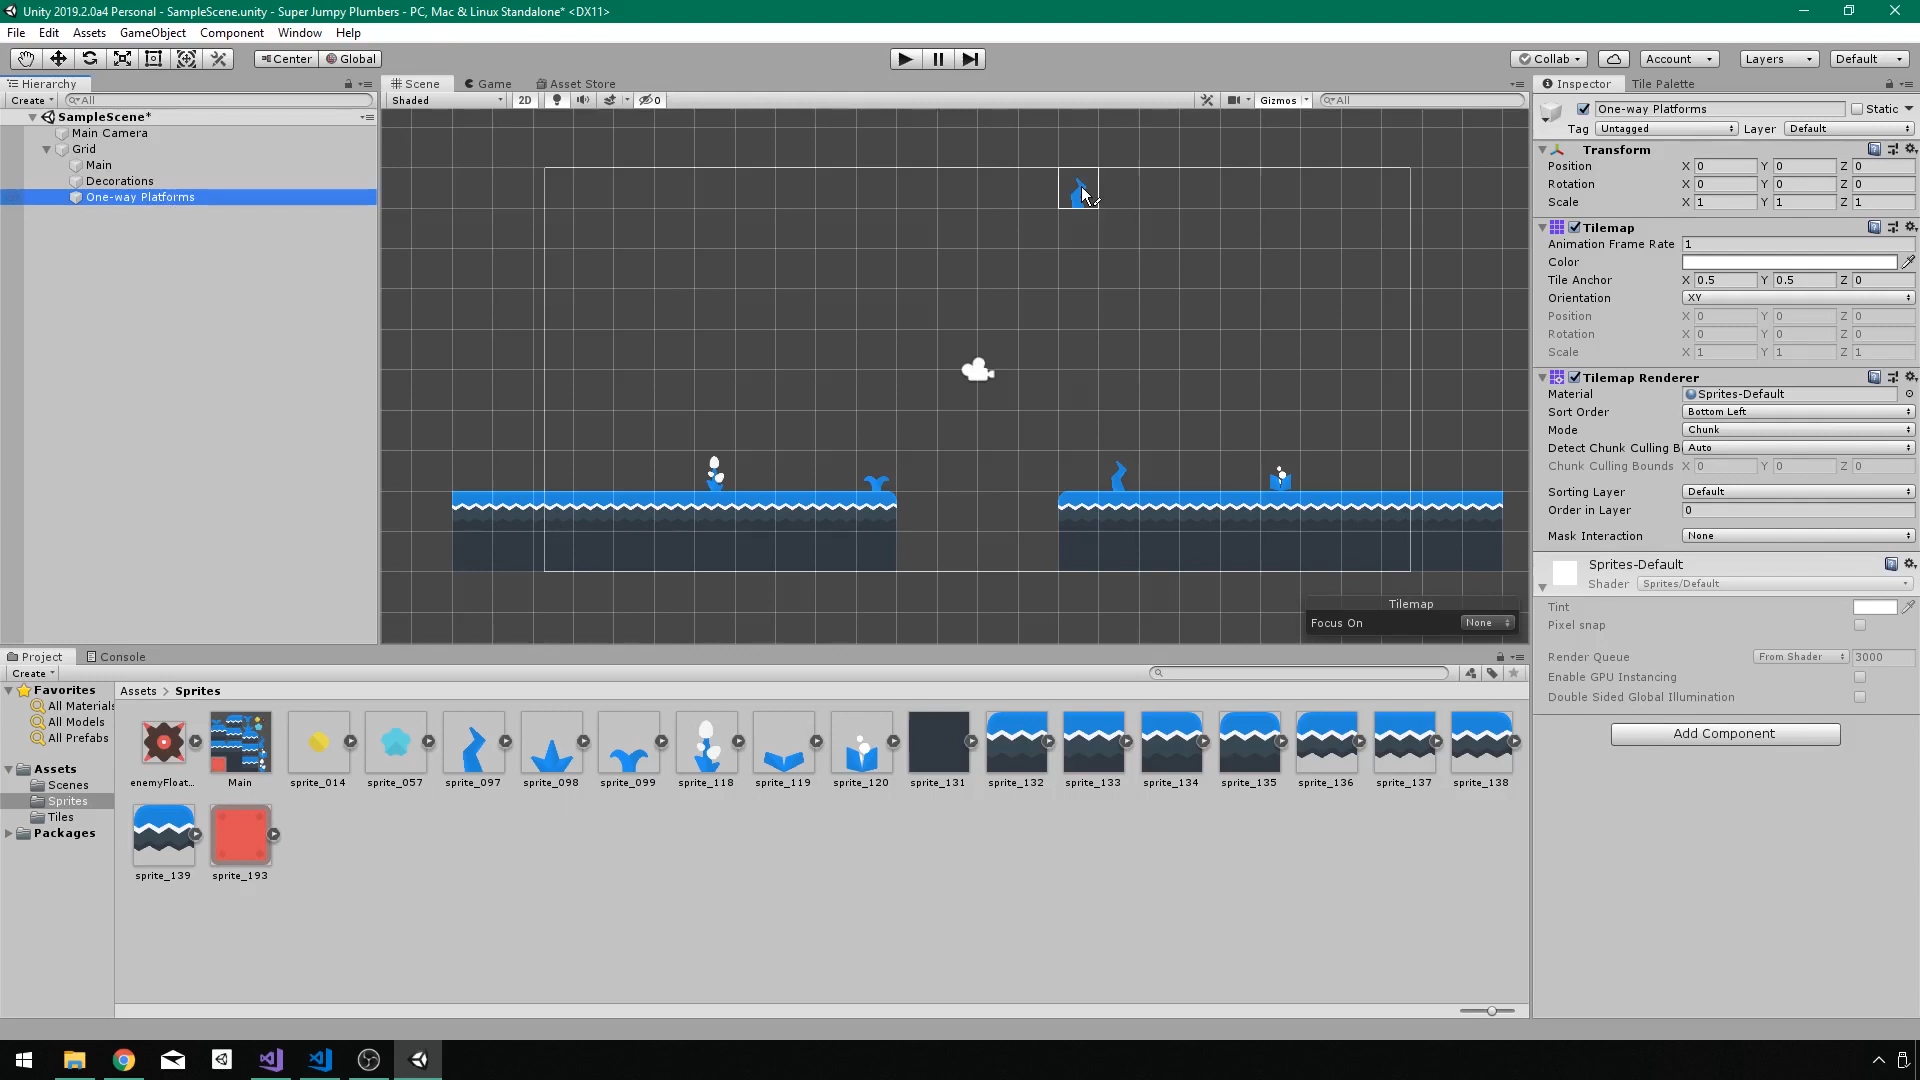 Unity 2019.2.0a4 Personal - SampleScene.unity - Super Jumpy Plumbers - PC, Mac & Linux Standalone* <DX11>
File Edit Assets GameObject Component Window Help
Center Global Collab Account Layers Default
Hierarchy
Create All
SampleScene*
Main Camera
Grid
Main
Decorations
One-way Platforms
Scene Game Asset Store
Shaded 2D 0 Gizmos All
Tilemap
Focus On None
Inspector Tile Palette
One-way Platforms Static
Tag Untagged Layer Default
Transform
Position X 0 Y 0 Z 0
Rotation X 0 Y 0 Z 0
Scale X 1 Y 1 Z 1
Tilemap
Animation Frame Rate 1
Color
Tile Anchor X 0.5 Y 0.5 Z 0
Orientation XY
Position X 0 Y 0 Z 0
Rotation X 0 Y 0 Z 0
Scale X 1 Y 1 Z 1
Tilemap Renderer
Material Sprites-Default
Sort Order Bottom Left
Mode Chunk
Detect Chunk Culling B Auto
Chunk Culling Bounds X 0 Y 0 Z 0
Sorting Layer Default
Order in Layer 0
Mask Interaction None
Sprites-Default
Shader Sprites/Default
Tint
Pixel snap
Render Queue From Shader 3000
Enable GPU Instancing
Double Sided Global Illumination
Add Component
Project Console
Create
Favorites
All Materials
All Models
All Prefabs
Assets
Scenes
Sprites
Tiles
Packages
Assets > Sprites
enemyFloat... Main sprite_014 sprite_057 sprite_097 sprite_098 sprite_099 sprite_118 sprite_119 sprite_120 sprite_131 sprite_132 sprite_133 sprite_134 sprite_135 sprite_136 sprite_137 sprite_138
sprite_139 sprite_193